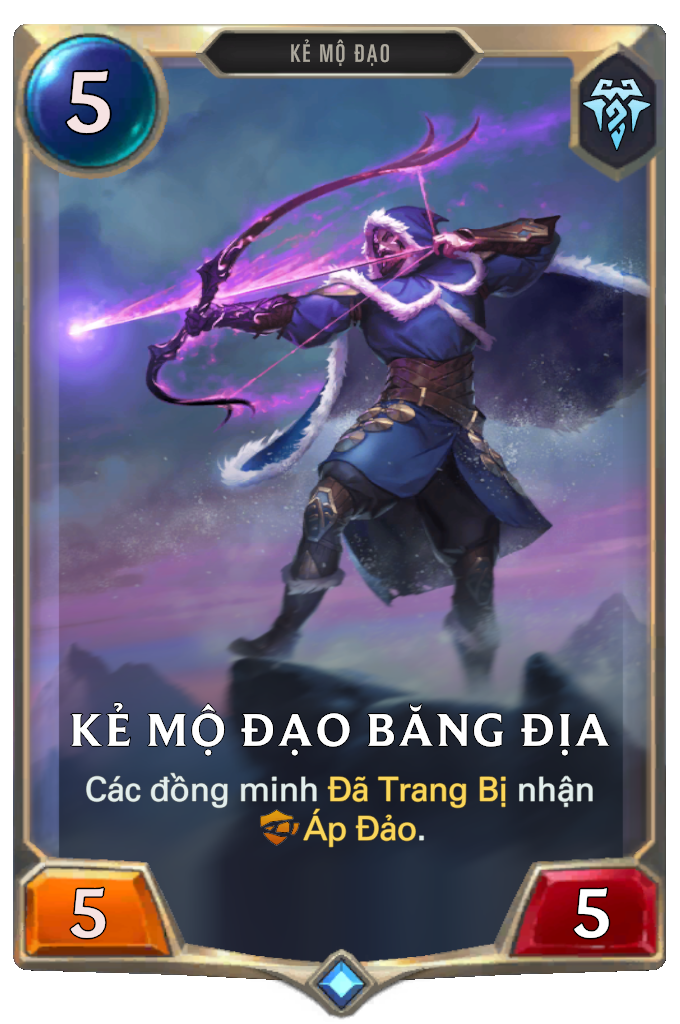 KẺ MỘ ĐẠO
5
KẺ MỘ ĐẠO BĂNG ĐỊA
Các đồng minh Đã Trang Bị nhận
Áp Đảo.
5
5